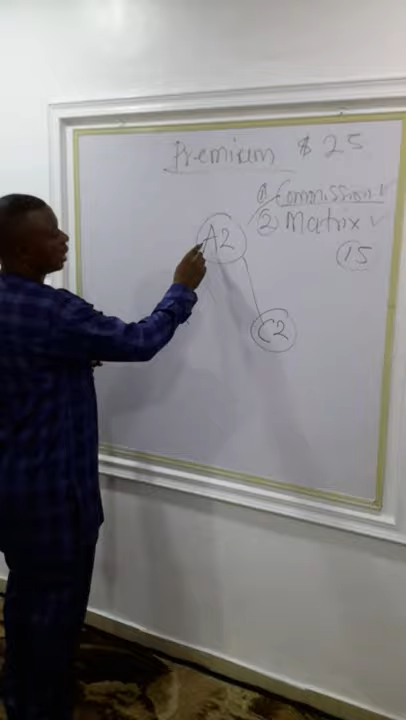 Premium $25
① Commission ✓
② Matrix ✓
A2
15
C2